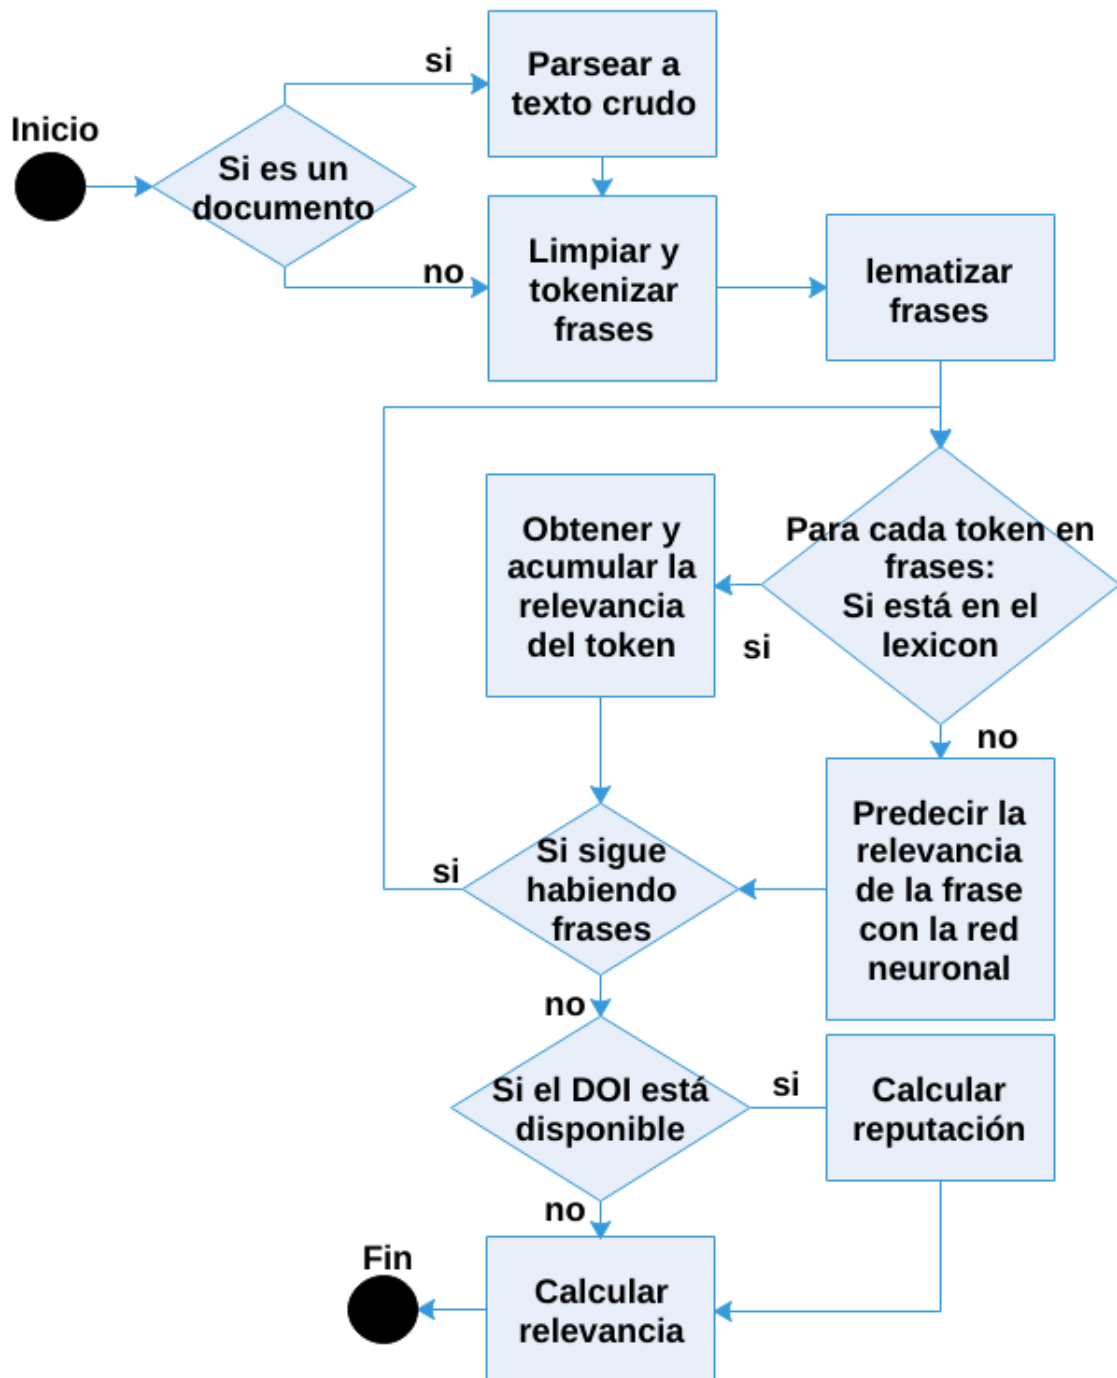 si
Parsear a
texto crudo
Inicio
Si es un
documento
no
Limpiar y
tokenizar
frases
lematizar
frases
Para cada token en
frases:
Si está en el
lexicon
si
Obtener y
acumular la
relevancia
del token
no
Predecir la
relevancia
de la frase
con la red
neuronal
Si sigue
habiendo
frases
si
no
Si el DOI está
disponible
si
Calcular
reputación
no
Calcular
relevancia
Fin